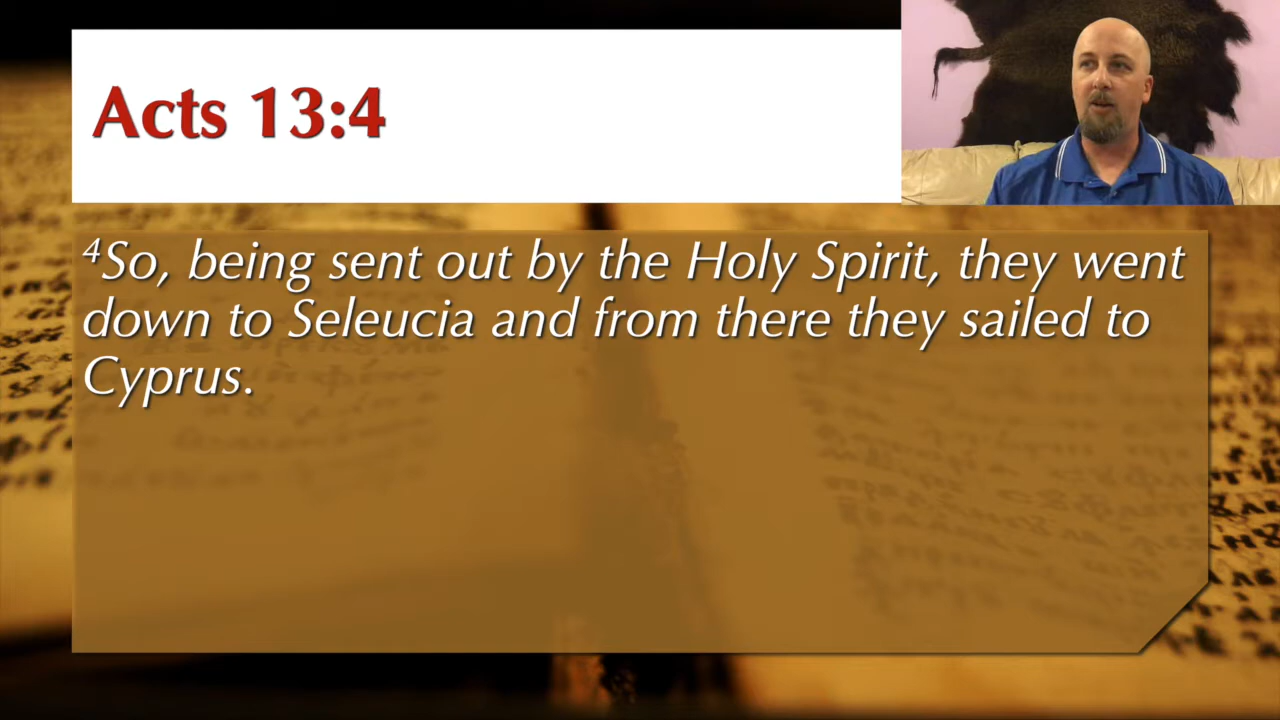 Acts 13:4
⁴So, being sent out by the Holy Spirit, they went
down to Seleucia and from there they sailed to
Cyprus.